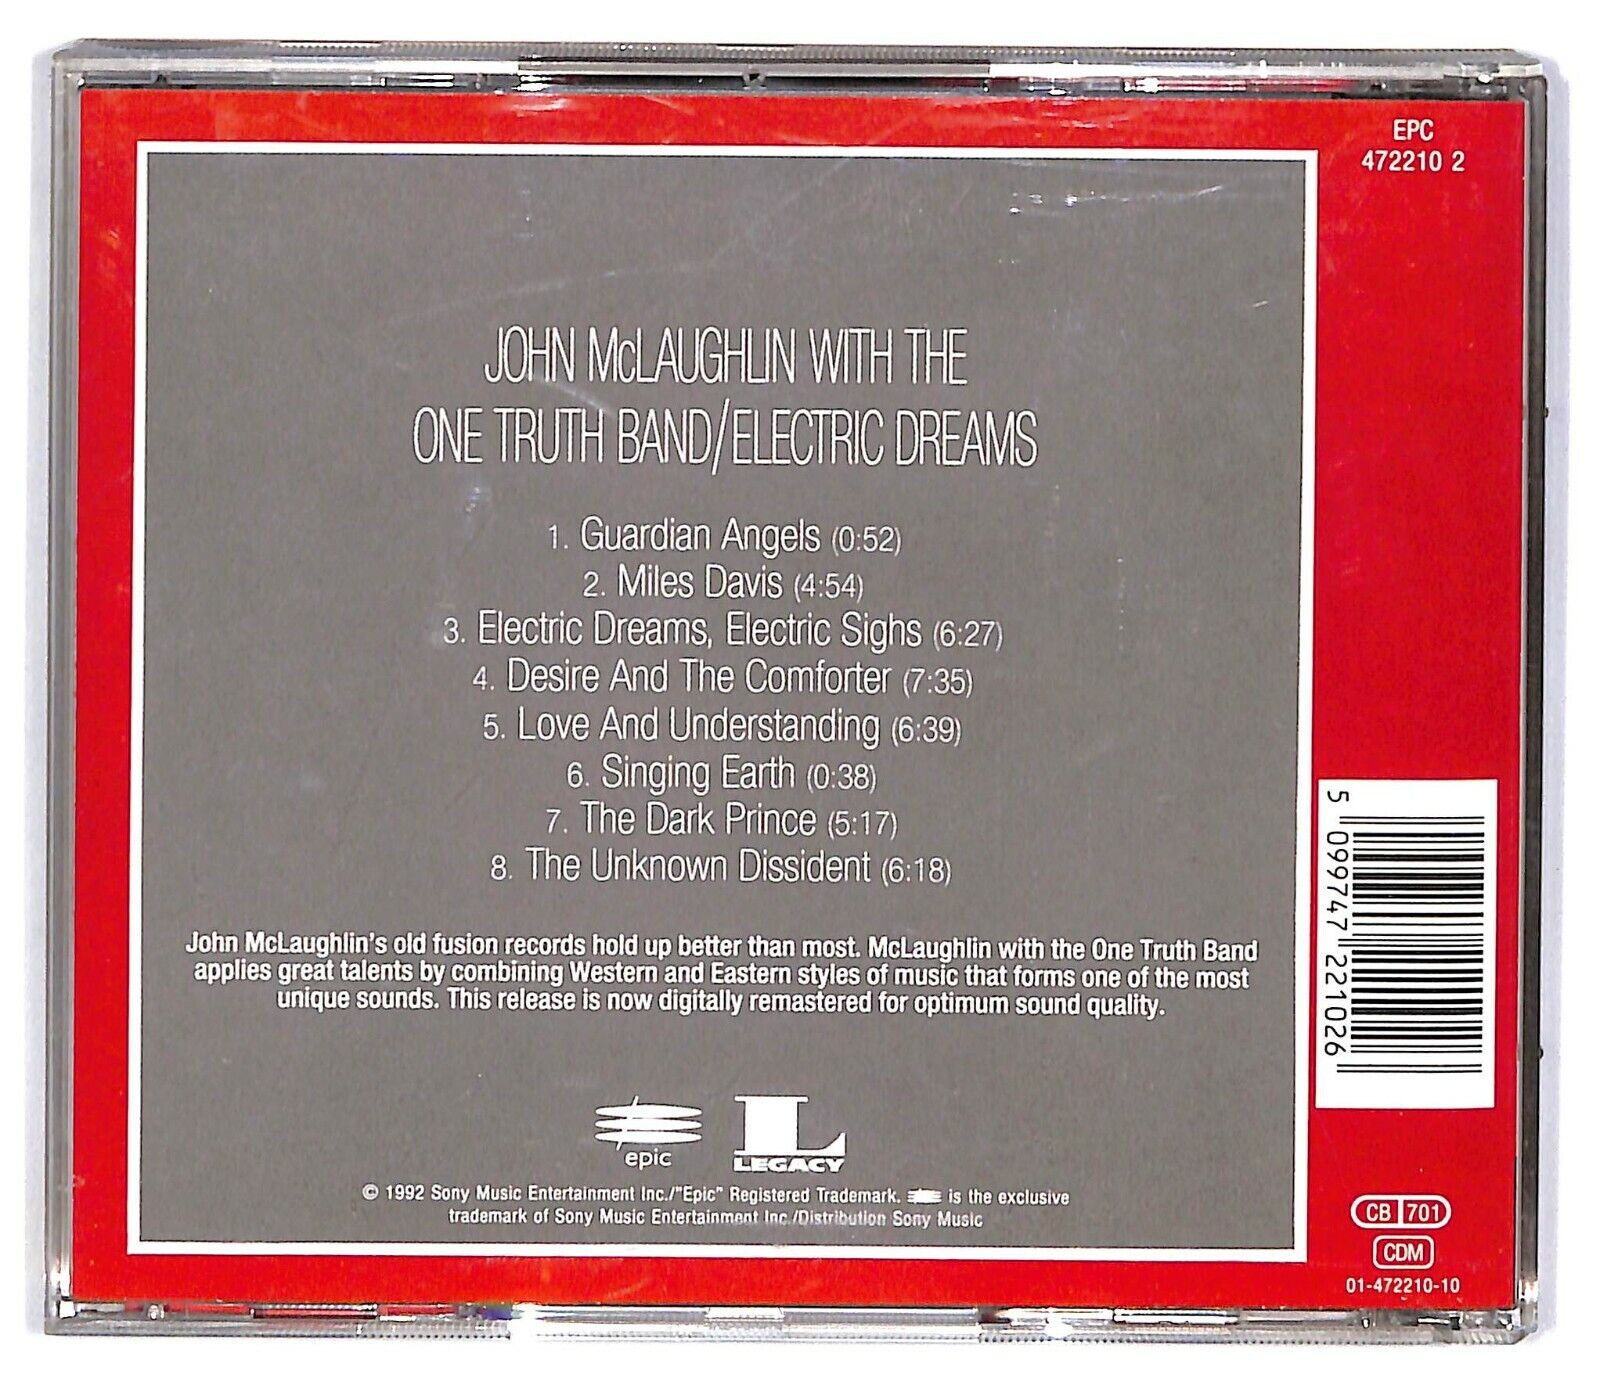 EPC
472210 2
JOHN McLAUGHLIN WITH THE
ONE TRUTH BAND/ELECTRIC DREAMS
1. Guardian Angels (0:52)
2. Miles Davis (4:54)
3. Electric Dreams, Electric Sighs (6:27)
4. Desire And The Comforter (7:35)
5. Love And Understanding (6:39)
6. Singing Earth (0:38)
7. The Dark Prince (5:17)
8. The Unknown Dissident (6:18)
John McLaughlin's old fusion records hold up better than most. McLaughlin with the One Truth Band
applies great talents by combining Western and Eastern styles of music that forms one of the most
unique sounds. This release is now digitally remastered for optimum sound quality.
epic
L
LEGACY
© 1992 Sony Music Entertainment Inc./"Epic" Registered Trademark. is the exclusive
trademark of Sony Music Entertainment Inc./Distribution Sony Music
5 099747 221026
CB 701
CDM
01-472210-10